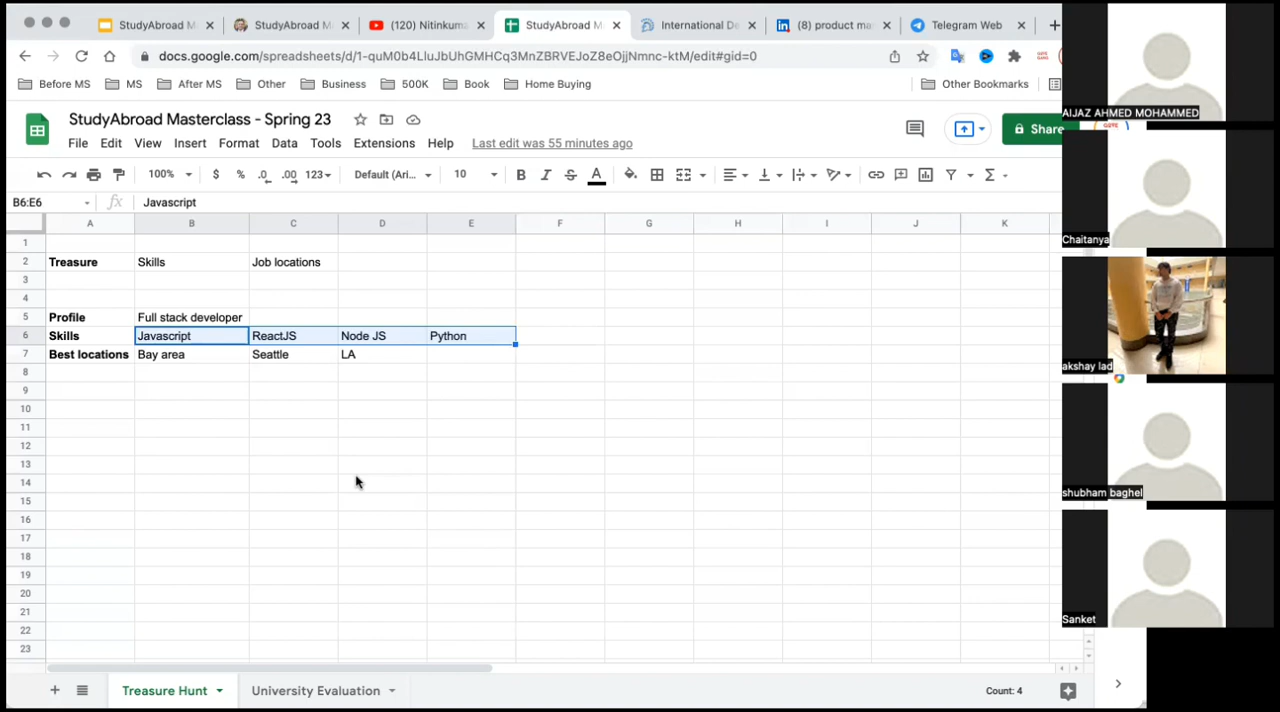 StudyAbroad M
StudyAbroad M
(120) Nitinkuma
StudyAbroad M
International De
(8) product ma
Telegram Web
docs.google.com/spreadsheets/d/1-quM0b4LluJbUhGMHCq3MnZBRVEJoZ8eOjjNmnc-ktM/edit#gid=0
Before MS
MS
After MS
Other
Business
500K
Book
Home Buying
Other Bookmarks
StudyAbroad Masterclass - Spring 23
Share
File Edit View Insert Format Data Tools Extensions Help Last edit was 55 minutes ago
100% $ % .0 .00 123 Default (Ari... 10 B I S A
B6:E6 fx Javascript
A B C D E F G H I J K
1
2 Treasure Skills Job locations
3
4
5 Profile Full stack developer
6 Skills Javascript ReactJS Node JS Python
7 Best locations Bay area Seattle LA
8
9
10
11
12
13
14
15
16
17
18
19
20
21
22
23
Treasure Hunt University Evaluation Count: 4
AIJAZ AHMED MOHAMMED
Chaitanya
akshay lad
shubham baghel
Sanket